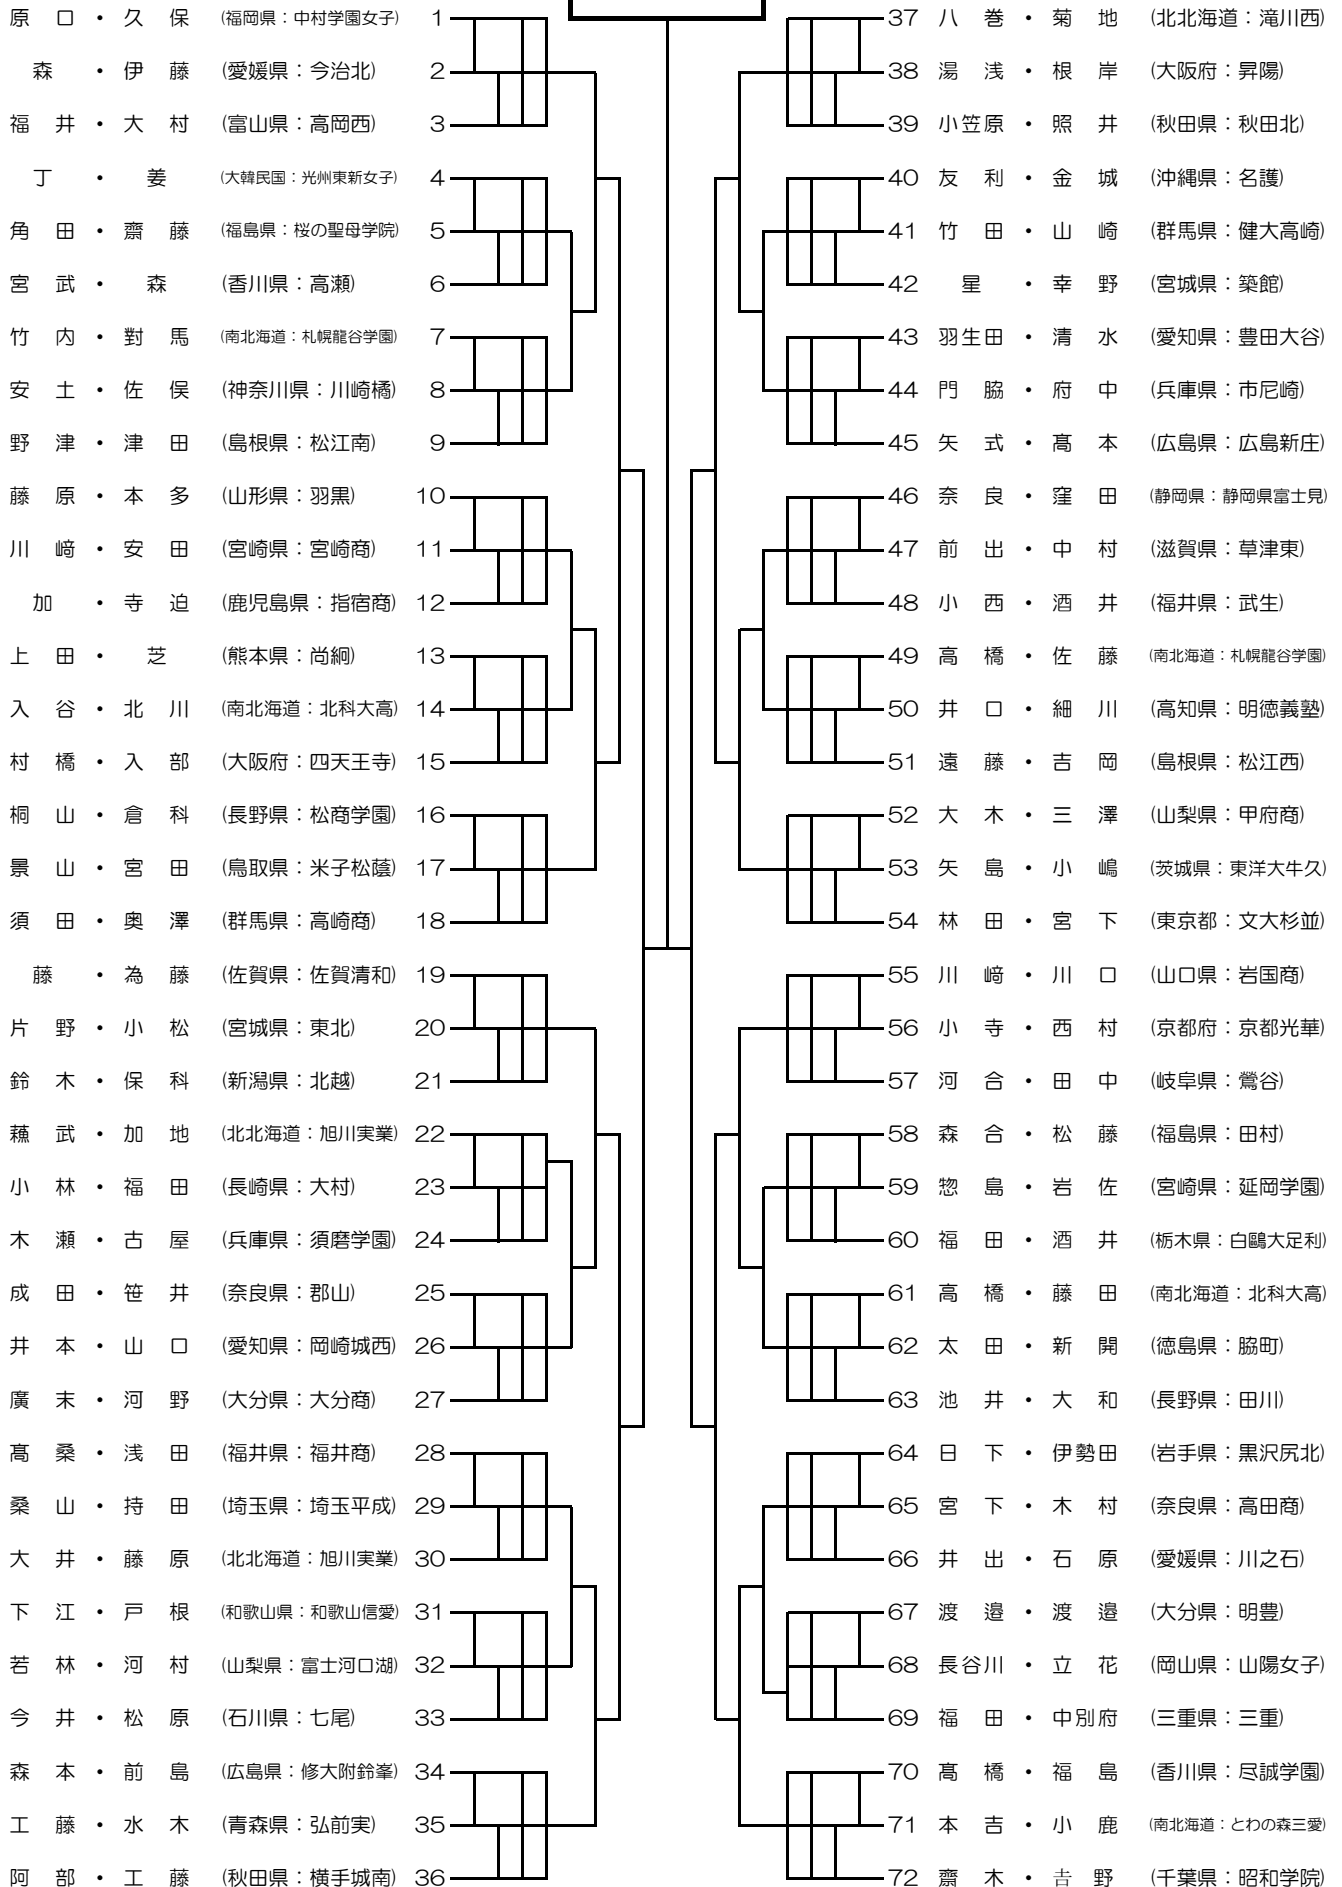 原口・久保 (福岡県：中村学園女子) 1
森・伊藤 (愛媛県：今治北) 2
福井・大村 (富山県：高岡西) 3
丁・姜 (大韓民国：光州東新女子) 4
角田・齋藤 (福島県：桜の聖母学院) 5
宮武・森 (香川県：高瀬) 6
竹内・對馬 (南北海道：札幌龍谷学園) 7
安土・佐俣 (神奈川県：川崎橘) 8
野津・津田 (島根県：松江南) 9
藤原・本多 (山形県：羽黒) 10
川﨑・安田 (宮崎県：宮崎商) 11
加・寺迫 (鹿児島県：指宿商) 12
上田・芝 (熊本県：尚絅) 13
入谷・北川 (南北海道：北科大高) 14
村橋・入部 (大阪府：四天王寺) 15
桐山・倉科 (長野県：松商学園) 16
景山・宮田 (鳥取県：米子松蔭) 17
須田・奥澤 (群馬県：高崎商) 18
藤・為藤 (佐賀県：佐賀清和) 19
片野・小松 (宮城県：東北) 20
鈴木・保科 (新潟県：北越) 21
蘓武・加地 (北北海道：旭川実業) 22
小林・福田 (長崎県：大村) 23
木瀬・古屋 (兵庫県：須磨学園) 24
成田・笹井 (奈良県：郡山) 25
井本・山口 (愛知県：岡崎城西) 26
廣末・河野 (大分県：大分商) 27
髙桑・浅田 (福井県：福井商) 28
桑山・持田 (埼玉県：埼玉平成) 29
大井・藤原 (北北海道：旭川実業) 30
下江・戸根 (和歌山県：和歌山信愛) 31
若林・河村 (山梨県：富士河口湖) 32
今井・松原 (石川県：七尾) 33
森本・前島 (広島県：修大附鈴峯) 34
工藤・水木 (青森県：弘前実) 35
阿部・工藤 (秋田県：横手城南) 36
37 八巻・菊地 (北北海道：滝川西)
38 湯浅・根岸 (大阪府：昇陽)
39 小笠原・照井 (秋田県：秋田北)
40 友利・金城 (沖縄県：名護)
41 竹田・山崎 (群馬県：健大高崎)
42 星・幸野 (宮城県：築館)
43 羽生田・清水 (愛知県：豊田大谷)
44 門脇・府中 (兵庫県：市尼崎)
45 矢式・髙本 (広島県：広島新庄)
46 奈良・窪田 (静岡県：静岡県富士見)
47 前出・中村 (滋賀県：草津東)
48 小西・酒井 (福井県：武生)
49 高橋・佐藤 (南北海道：札幌龍谷学園)
50 井口・細川 (高知県：明徳義塾)
51 遠藤・吉岡 (島根県：松江西)
52 大木・三澤 (山梨県：甲府商)
53 矢島・小嶋 (茨城県：東洋大牛久)
54 林田・宮下 (東京都：文大杉並)
55 川﨑・川口 (山口県：岩国商)
56 小寺・西村 (京都府：京都光華)
57 河合・田中 (岐阜県：鶯谷)
58 森合・松藤 (福島県：田村)
59 惣島・岩佐 (宮崎県：延岡学園)
60 福田・酒井 (栃木県：白鷗大足利)
61 高橋・藤田 (南北海道：北科大高)
62 太田・新開 (徳島県：脇町)
63 池井・大和 (長野県：田川)
64 日下・伊勢田 (岩手県：黒沢尻北)
65 宮下・木村 (奈良県：高田商)
66 井出・石原 (愛媛県：川之石)
67 渡邉・渡邉 (大分県：明豊)
68 長谷川・立花 (岡山県：山陽女子)
69 福田・中別府 (三重県：三重)
70 髙橋・福島 (香川県：尽誠学園)
71 本吉・小鹿 (南北海道：とわの森三愛)
72 齋木・𠮷野 (千葉県：昭和学院)